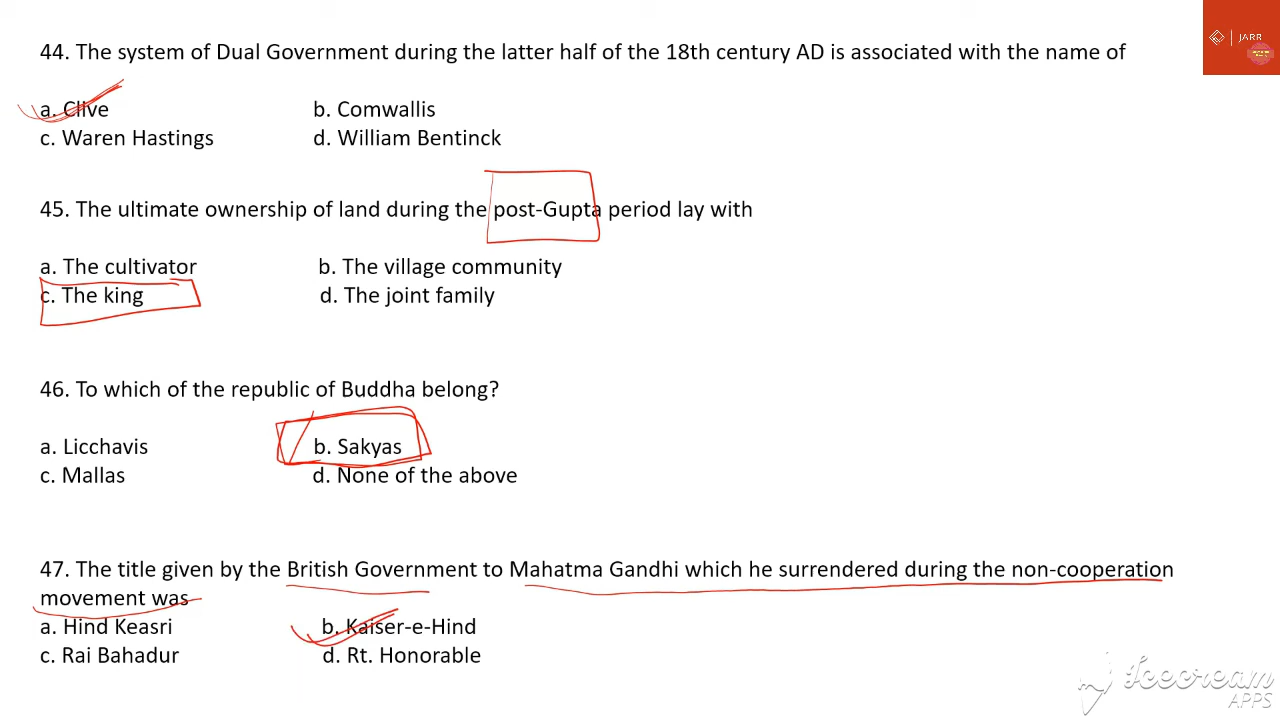 JARR
44. The system of Dual Government during the latter half of the 18th century AD is associated with the name of
a. Clive b. Comwallis
c. Waren Hastings d. William Bentinck
45. The ultimate ownership of land during the post-Gupta period lay with
a. The cultivator b. The village community
c. The king d. The joint family
46. To which of the republic of Buddha belong?
a. Licchavis b. Sakyas
c. Mallas d. None of the above
47. The title given by the British Government to Mahatma Gandhi which he surrendered during the non-cooperation
movement was
a. Hind Keasri b. Kaiser-e-Hind
c. Rai Bahadur d. Rt. Honorable
Icecream
APPS